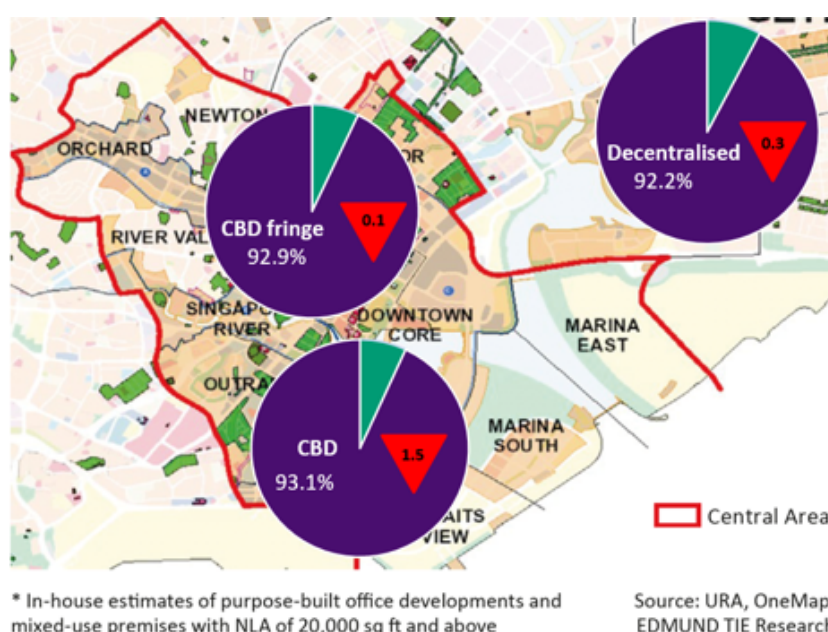 NEWTON
ORCHARD
OR
Decentralised
92.2%
0.3
CBD fringe
92.9%
0.1
RIVER VAL
SINGAPO
RIVER
DOWNTOWN
CORE
MARINA
EAST
OUTRA
CBD
93.1%
1.5
MARINA
SOUTH
AITS
VIEW
Central Area
* In-house estimates of purpose-built office developments and
mixed-use premises with NLA of 20,000 sq ft and above
Source: URA, OneMap
EDMUND TIE Research